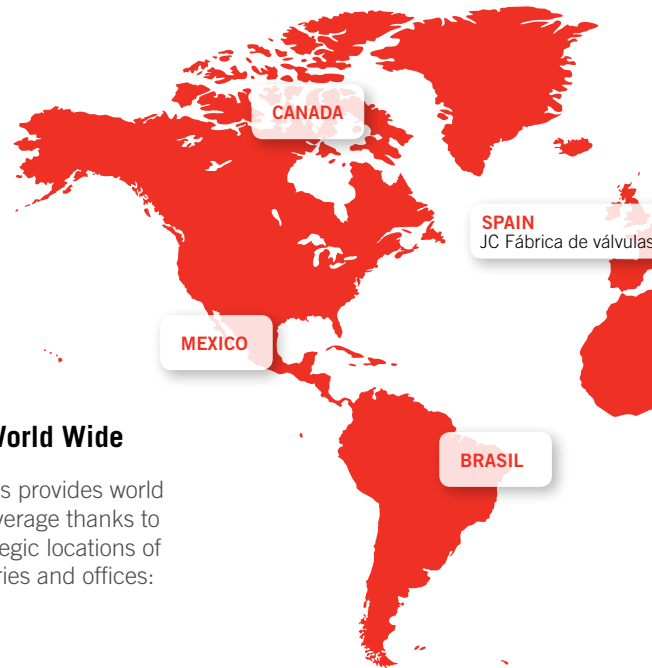 CANADA
SPAIN
JC Fábrica de válvulas
MEXICO
World Wide
s provides world
verage thanks to
egic locations of
ries and offices:
BRASIL